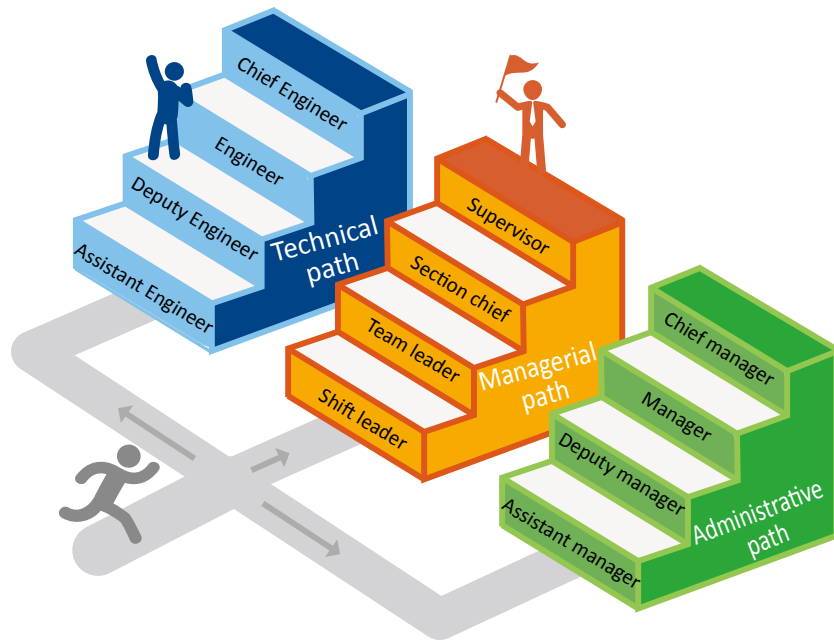 Chief Engineer
Engineer
Deputy Engineer
Assistant Engineer
Technical
path
Supervisor
Section chief
Team leader
Shift leader
Managerial
path
Chief manager
Manager
Deputy manager
Assistant manager
Administrative
path